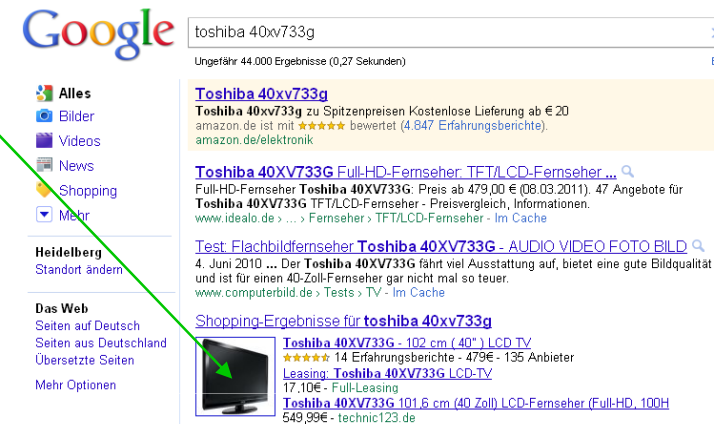 Google
toshiba 40xv733g
Ungefähr 44.000 Ergebnisse (0,27 Sekunden)
Alles
Bilder
Videos
News
Shopping
Mehr
Heidelberg
Standort ändern
Das Web
Seiten auf Deutsch
Seiten aus Deutschland
Übersetzte Seiten
Mehr Optionen
Toshiba 40xv733g
Toshiba 40xv733g zu Spitzenpreisen Kostenlose Lieferung ab € 20
amazon.de ist mit ★★★★★ bewertet (4.847 Erfahrungsberichte).
amazon.de/elektronik
Toshiba 40XV733G Full-HD-Fernseher: TFT/LCD-Fernseher ...
Full-HD-Fernseher Toshiba 40XV733G: Preis ab 479,00 € (08.03.2011). 47 Angebote für
Toshiba 40XV733G TFT/LCD-Fernseher - Preisvergleich, Informationen.
www.idealo.de › ... › Fernseher › TFT/LCD-Fernseher - Im Cache
Test: Flachbildfernseher Toshiba 40XV733G - AUDIO VIDEO FOTO BILD
4. Juni 2010 ... Der Toshiba 40XV733G fährt viel Ausstattung auf, bietet eine gute Bildqualität
und ist für einen 40-Zoll-Fernseher gar nicht mal so teuer.
www.computerbild.de › Tests › TV - Im Cache
Shopping-Ergebnisse für toshiba 40xv733g
Toshiba 40XV733G - 102 cm ( 40" ) LCD TV
★★★★★ 14 Erfahrungsberichte - 479€ - 135 Anbieter
Leasing: Toshiba 40XV733G LCD-TV
17,10€ - Full-Leasing
Toshiba 40XV733G 101,6 cm (40 Zoll) LCD-Fernseher (Full-HD, 100H
549,99€ - technic123.de